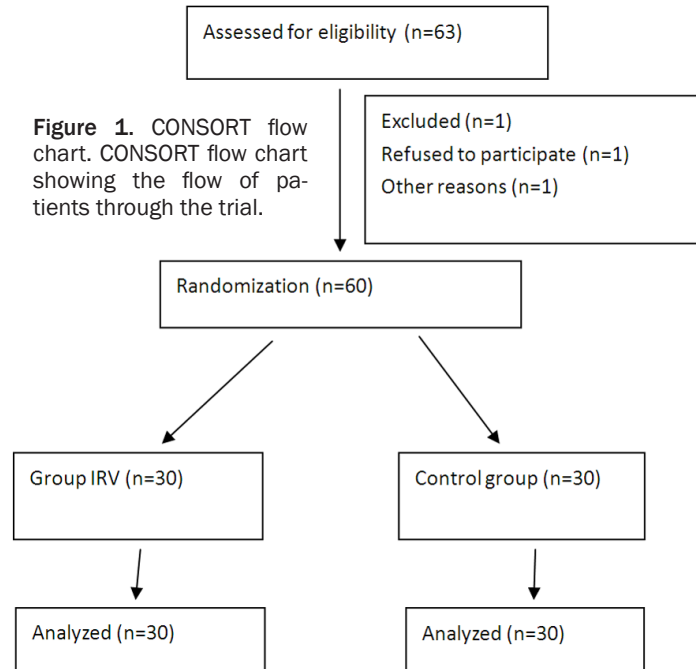 Assessed for eligibility (n=63)
Figure 1. CONSORT flow
chart. CONSORT flow chart
showing the flow of pa-
tients through the trial.
Excluded (n=1)
Refused to participate (n=1)
Other reasons (n=1)
Randomization (n=60)
Group IRV (n=30)
Control group (n=30)
Analyzed (n=30)
Analyzed (n=30)